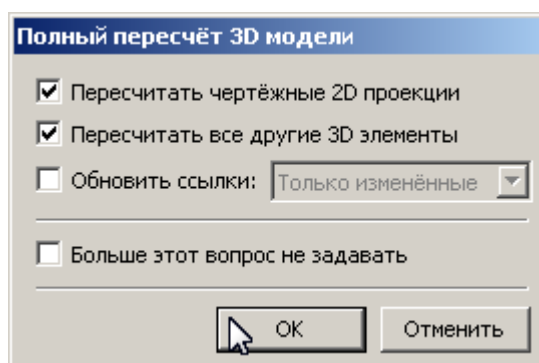 Полный пересчёт 3D модели
Пересчитать чертёжные 2D проекции
Пересчитать все другие 3D элементы
Обновить ссылки: Только изменённые
Больше этот вопрос не задавать
ОК Отменить